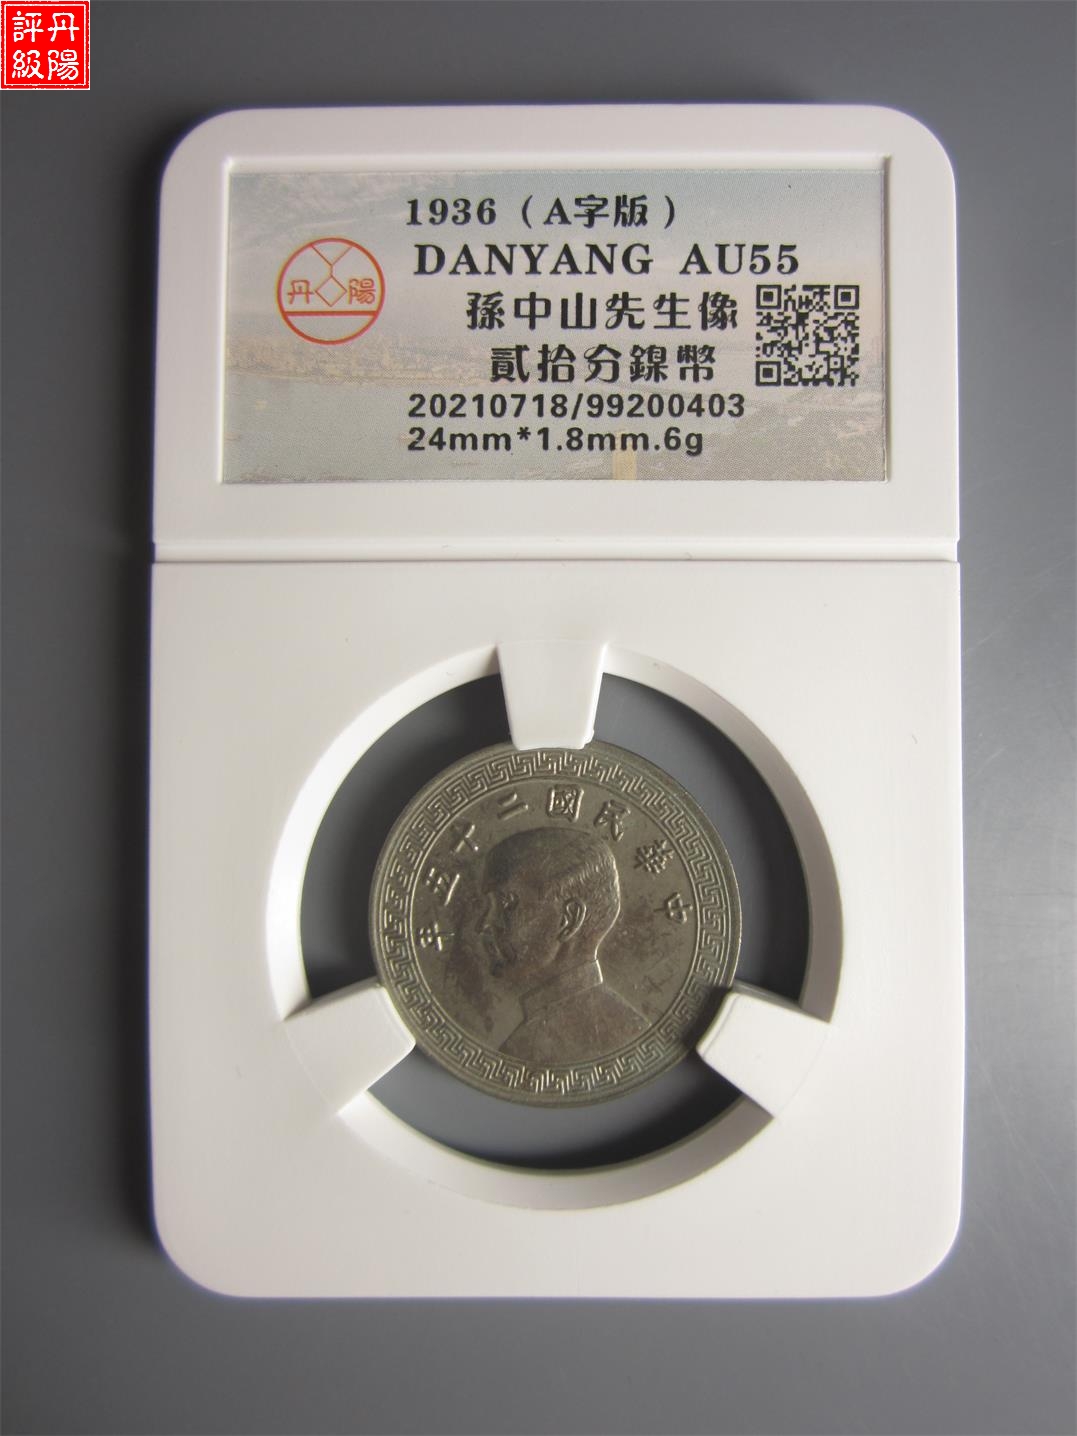 丹陽
評級
1936（A字版）
DANYANG AU55
丹陽
孫中山先生像
貳拾分鎳幣
20210718/99200403
24mm*1.8mm.6g
中華民國二十五年